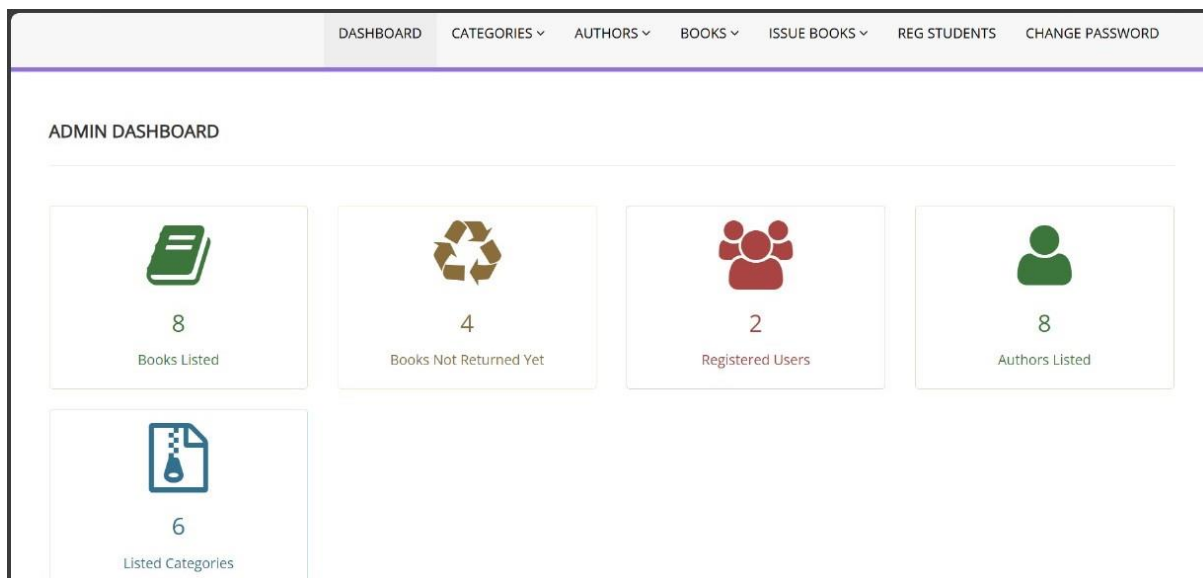 DASHBOARD CATEGORIES AUTHORS BOOKS ISSUE BOOKS REG STUDENTS CHANGE PASSWORD
ADMIN DASHBOARD
8
Books Listed
4
Books Not Returned Yet
2
Registered Users
8
Authors Listed
6
Listed Categories